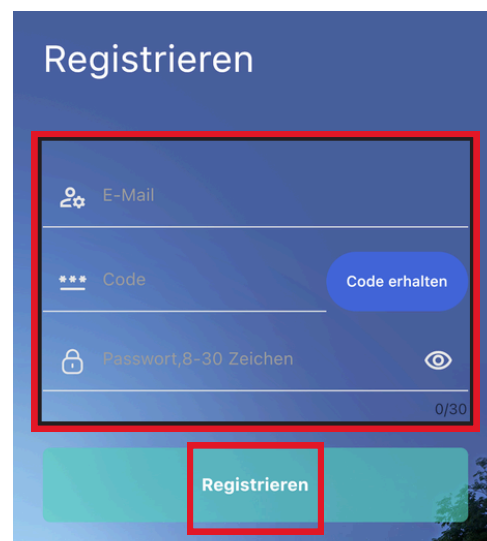 Registrieren
E-Mail
*** Code
Code erhalten
Passwort,8-30 Zeichen
0/30
Registrieren